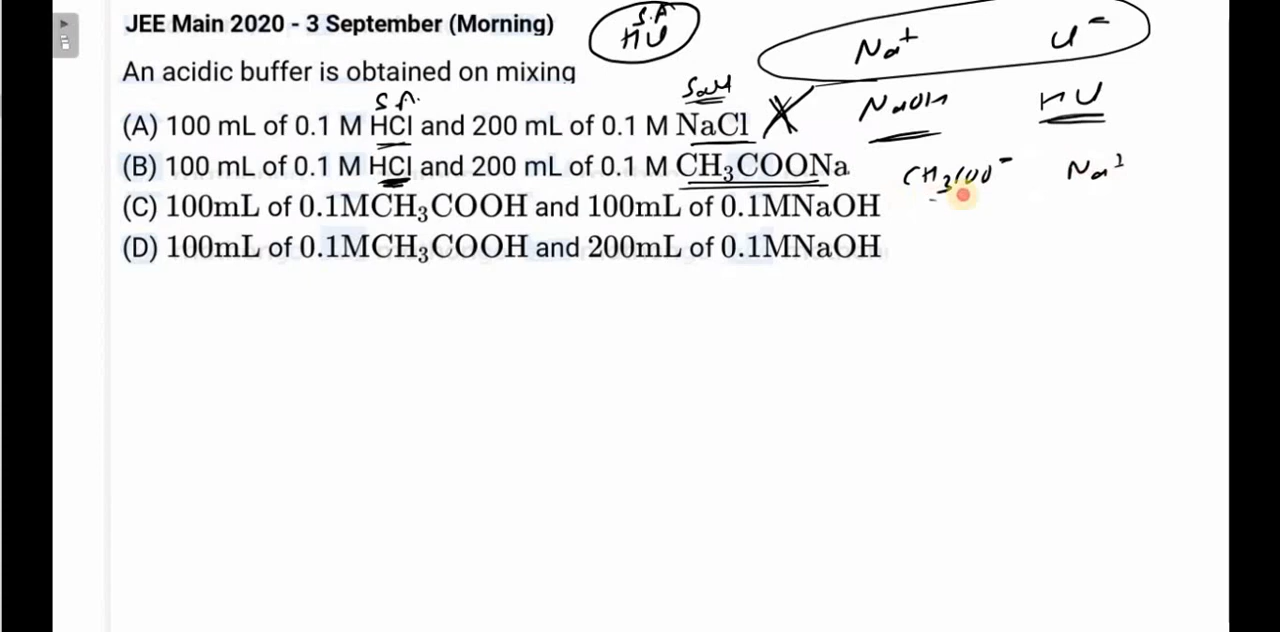 JEE Main 2020 - 3 September (Morning)
S.A
HCl
Na⁺ Cl⁻
An acidic buffer is obtained on mixing
S.A.
Salt
NaOH HCl
(A) 100 mL of 0.1 M HCl and 200 mL of 0.1 M NaCl X
(B) 100 mL of 0.1 M HCl and 200 mL of 0.1 M CH₃COONa
CH₃COO⁻ Na⁺
(C) 100mL of 0.1MCH₃COOH and 100mL of 0.1MNaOH
(D) 100mL of 0.1MCH₃COOH and 200mL of 0.1MNaOH